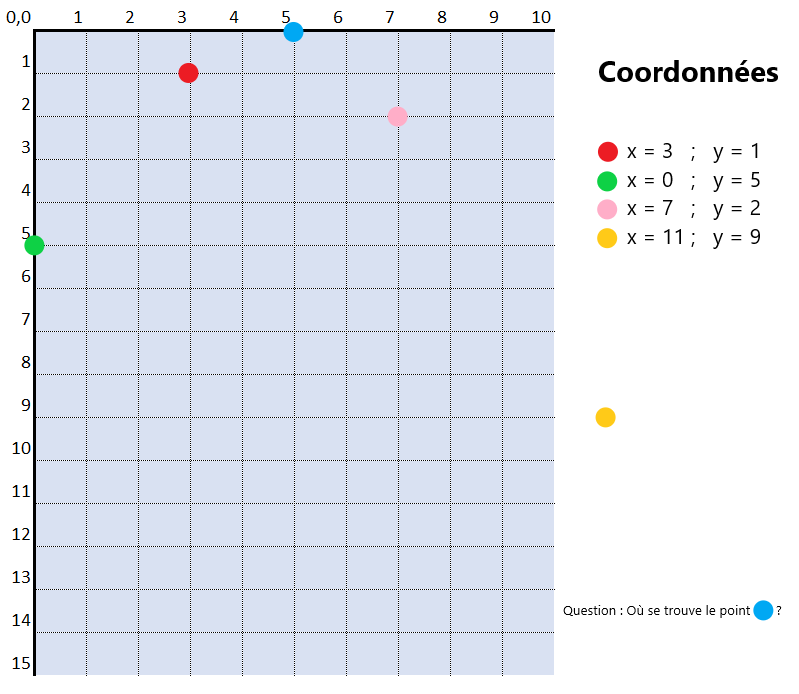 0,0 1 2 3 4 5 6 7 8 9 10
1
2
3
4
5
6
7
8
9
10
11
12
13
14
15
Coordonnées
x = 3 ; y = 1
x = 0 ; y = 5
x = 7 ; y = 2
x = 11 ; y = 9
Question : Où se trouve le point ?